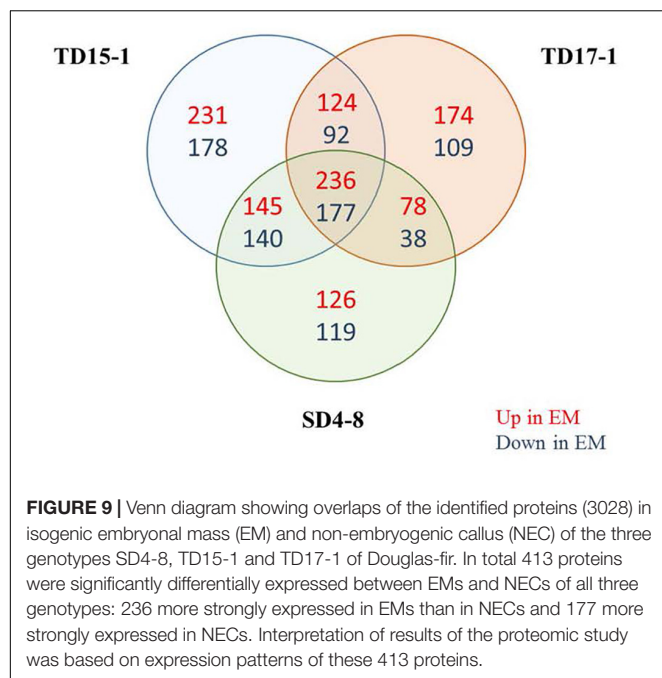 TD15-1
TD17-1
231
178
124
92
174
109
236
177
145
140
78
38
126
119
SD4-8
Up in EM
Down in EM
FIGURE 9 | Venn diagram showing overlaps of the identified proteins (3028) in
isogenic embryonal mass (EM) and non-embryogenic callus (NEC) of the three
genotypes SD4-8, TD15-1 and TD17-1 of Douglas-fir. In total 413 proteins
were significantly differentially expressed between EMs and NECs of all three
genotypes: 236 more strongly expressed in EMs than in NECs and 177 more
strongly expressed in NECs. Interpretation of results of the proteomic study
was based on expression patterns of these 413 proteins.